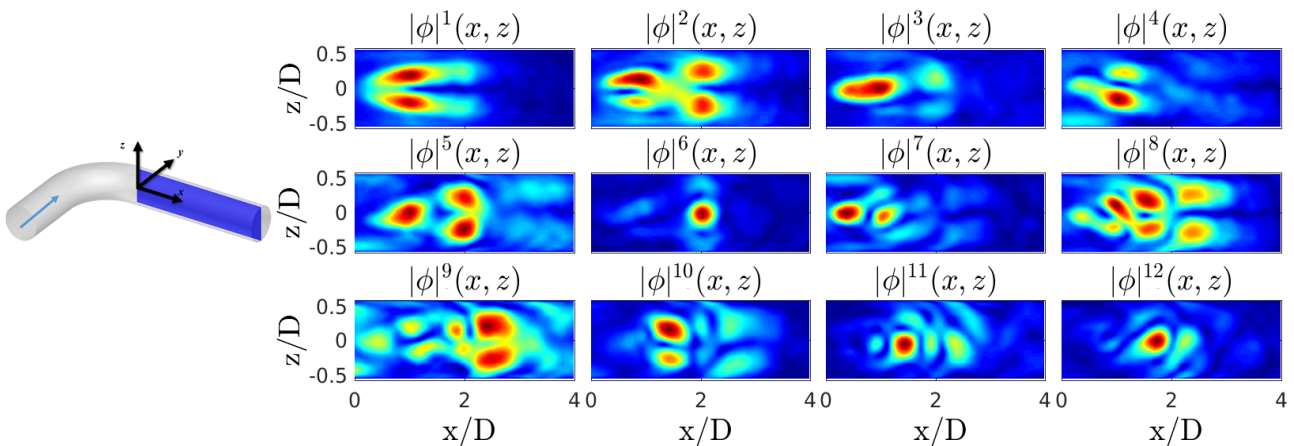 |ϕ|¹(x, z) |ϕ|²(x, z) |ϕ|³(x, z) |ϕ|⁴(x, z)
0.5
0
-0.5
z/D
|ϕ|⁵(x, z) |ϕ|⁶(x, z) |ϕ|⁷(x, z) |ϕ|⁸(x, z)
0.5
0
-0.5
z/D
z
y
x
|ϕ|⁹(x, z) |ϕ|¹⁰(x, z) |ϕ|¹¹(x, z) |ϕ|¹²(x, z)
0.5
0
-0.5
z/D
0 2 4 0 2 4 0 2 4 0 2 4
x/D x/D x/D x/D